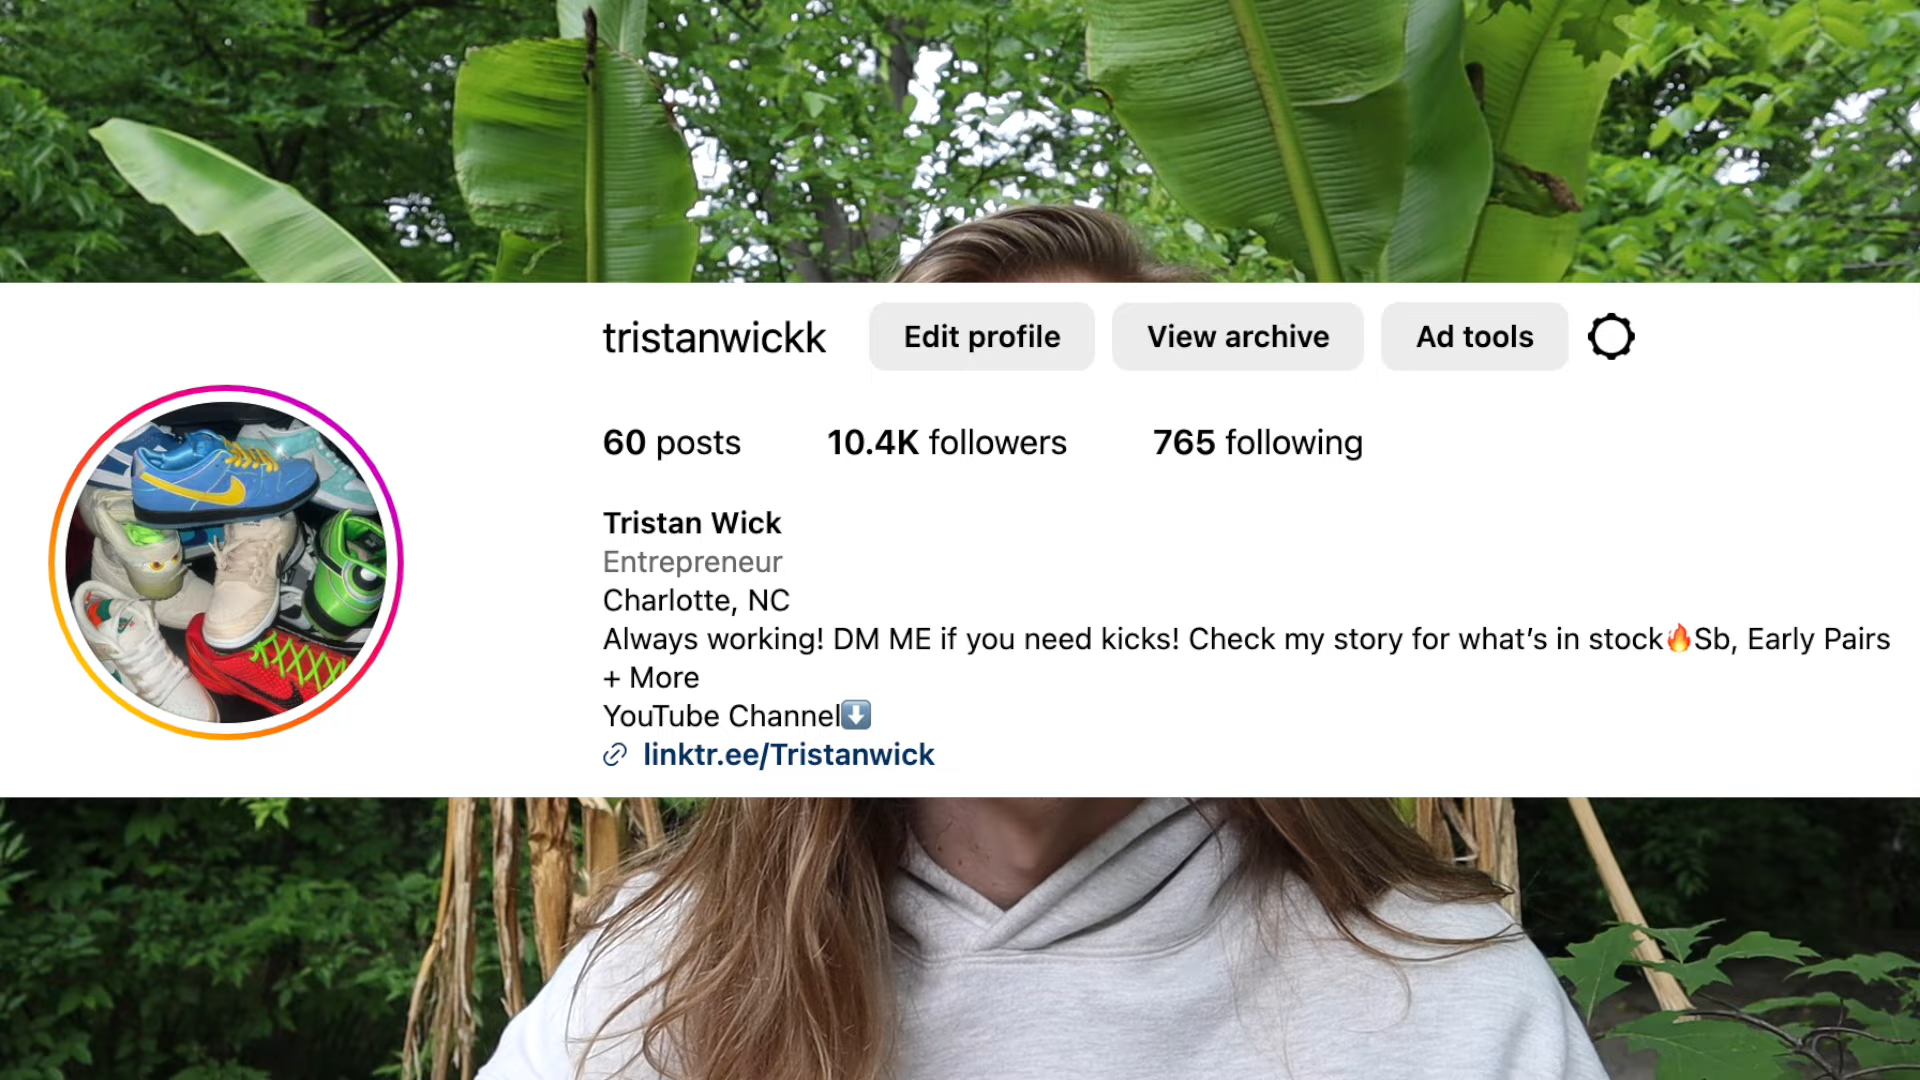 tristanwickk Edit profile View archive Ad tools
60 posts 10.4K followers 765 following
Tristan Wick
Entrepreneur
Charlotte, NC
Always working! DM ME if you need kicks! Check my story for what’s in stock🔥Sb, Early Pairs
+ More
YouTube Channel⬇️
linktr.ee/Tristanwick